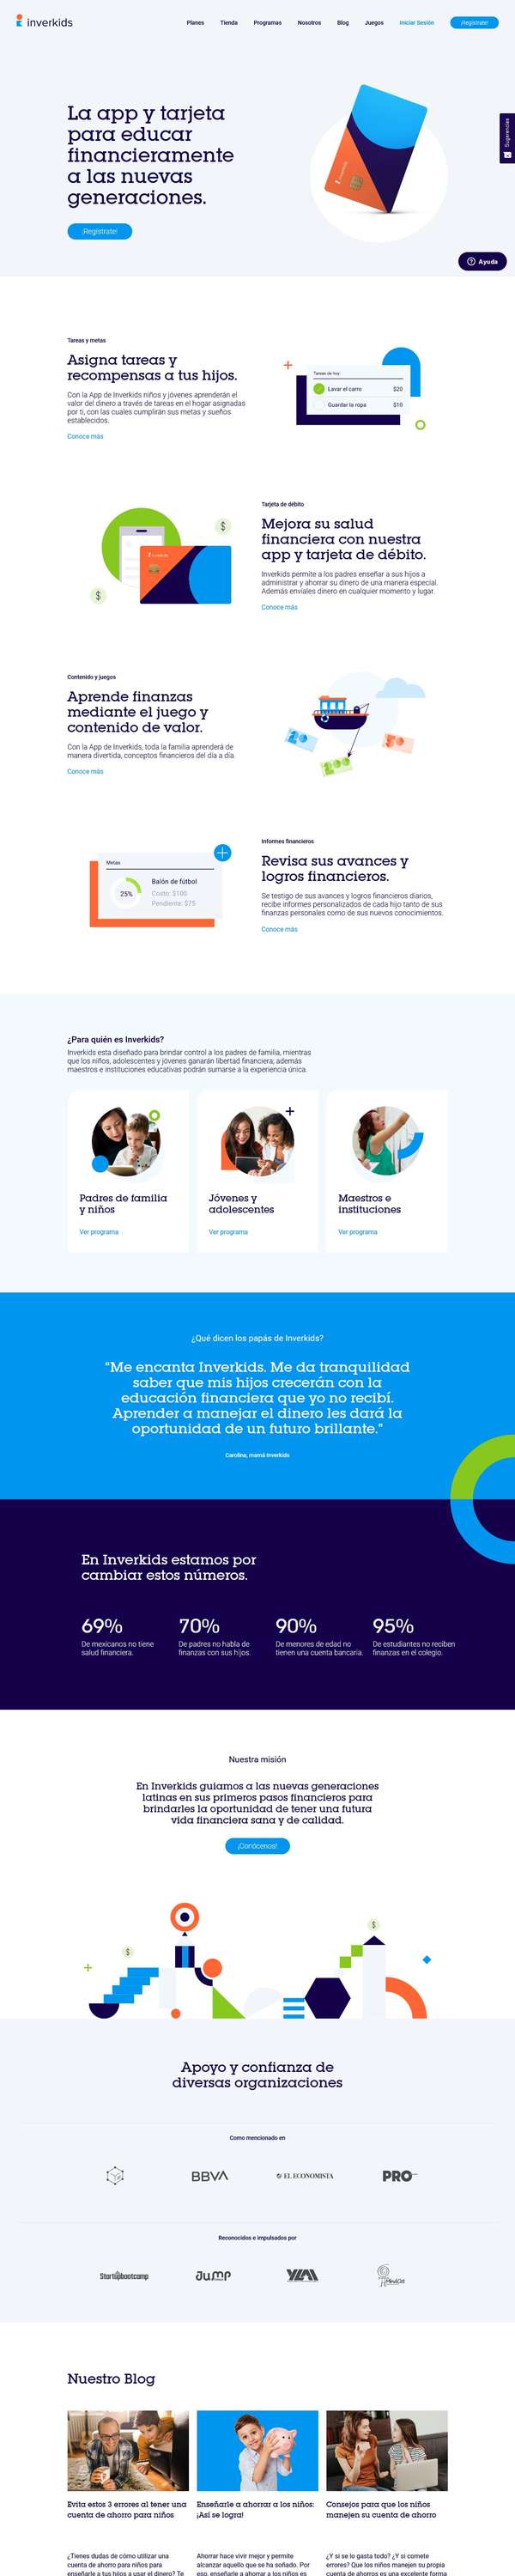 inverkids
Planes Tienda Programas Nosotros Blog Juegos Iniciar Sesión ¡Regístrate!
La app y tarjeta
para educar
financieramente
a las nuevas
generaciones.
¡Regístrate!
Sugerencias
Ayuda
Tareas y metas
Asigna tareas y
recompensas a tus hijos.
Con la App de Inverkids niños y jóvenes aprenderán el
valor del dinero a través de tareas en el hogar asignadas
por ti, con las cuales cumplirán sus metas y sueños
establecidos.
Conoce más
Tareas de hoy:
Lavar el carro $20
Guardar la ropa $10
Tarjeta de débito
Mejora su salud
financiera con nuestra
app y tarjeta de débito.
Inverkids permite a los padres enseñar a sus hijos a
administrar y ahorrar su dinero de una manera especial.
Además enviales dinero en cualquier momento y lugar.
Conoce más
$
$
Contenido y juegos
Aprende finanzas
mediante el juego y
contenido de valor.
Con la App de Inverkids, toda la familia aprenderá de
manera divertida, conceptos financieros del día a día.
Conoce más
Metas
25%
Balón de fútbol
Costo: $100
Pendiente: $75
Informes financieros
Revisa sus avances y
logros financieros.
Se testigo de sus avances y logros financieros diarios,
recibe informes personalizados de cada hijo tanto de sus
finanzas personales como de sus nuevos conocimientos.
Conoce más
¿Para quién es Inverkids?
Inverkids esta diseñado para brindar control a los padres de familia, mientras
que los niños, adolescentes y jóvenes ganarán libertad financiera; además
maestros e instituciones educativas podrán sumarse a la experiencia única.
Padres de familia
y niños
Ver programa
Jóvenes y
adolescentes
Ver programa
Maestros e
instituciones
Ver programa
¿Qué dicen los papás de Inverkids?
“Me encanta Inverkids. Me da tranquilidad
saber que mis hijos crecerán con la
educación financiera que yo no recibí.
Aprender a manejar el dinero les dará la
oportunidad de un futuro brillante.”
Carolina, mamá Inverkids
En Inverkids estamos por
cambiar estos números.
69%
De mexicanos no tiene
salud financiera.
70%
De padres no habla de
finanzas con sus hijos.
90%
De menores de edad no
tienen una cuenta bancaria.
95%
De estudiantes no reciben
finanzas en el colegio.
Nuestra misión
En Inverkids guiamos a las nuevas generaciones
latinas en sus primeros pasos financieros para
brindarles la oportunidad de tener una futura
vida financiera sana y de calidad.
¡Conócenos!
$
$
Apoyo y confianza de
diversas organizaciones
Como mencionado en
BBVA EL ECONOMISTA PRO
Reconocidos e impulsados por
Startupbootcamp JUMP YLAI
Nuestro Blog
Evita estos 3 errores al tener una
cuenta de ahorro para niños
¿Tienes dudas de cómo utilizar una
cuenta de ahorro para niños para
enseñarle a tus hijos a usar el dinero? Te
Enseñarle a ahorrar a los niños:
¡Así se logra!
Ahorrar hace vivir mejor y permite
alcanzar aquello que se ha soñado. Por
eso, enseñarle a ahorrar a los niños es
Consejos para que los niños
manejen su cuenta de ahorro
¿Y si se lo gasta todo? ¿Y si comete
errores? Que los niños manejen su propia
cuenta de ahorros es una excelente forma